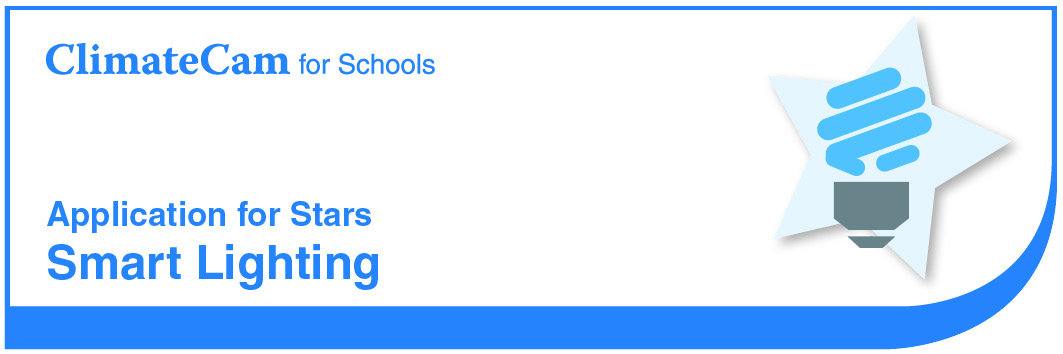 ClimateCam for Schools
Application for Stars
Smart Lighting